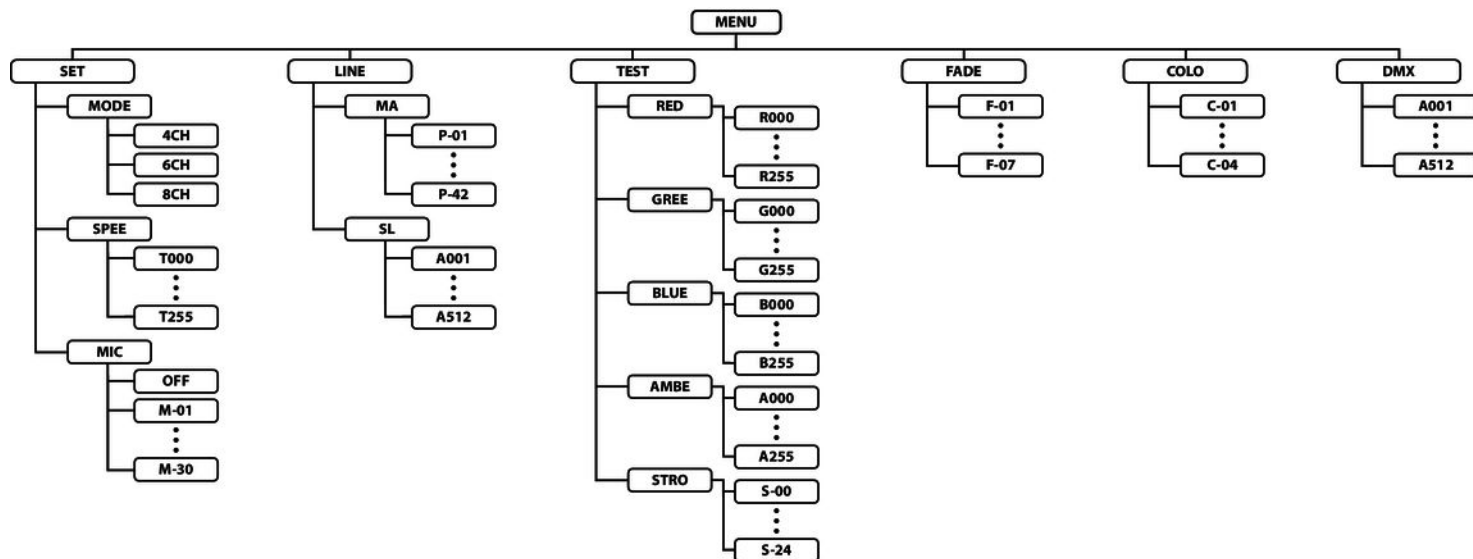 MENU
SET
MODE
4CH
6CH
8CH
SPEE
T000
T255
MIC
OFF
M-01
M-30
LINE
MA
P-01
P-42
SL
A001
A512
TEST
RED
R000
R255
GREE
G000
G255
BLUE
B000
B255
AMBE
A000
A255
STRO
S-00
S-24
FADE
F-01
F-07
COLO
C-01
C-04
DMX
A001
A512